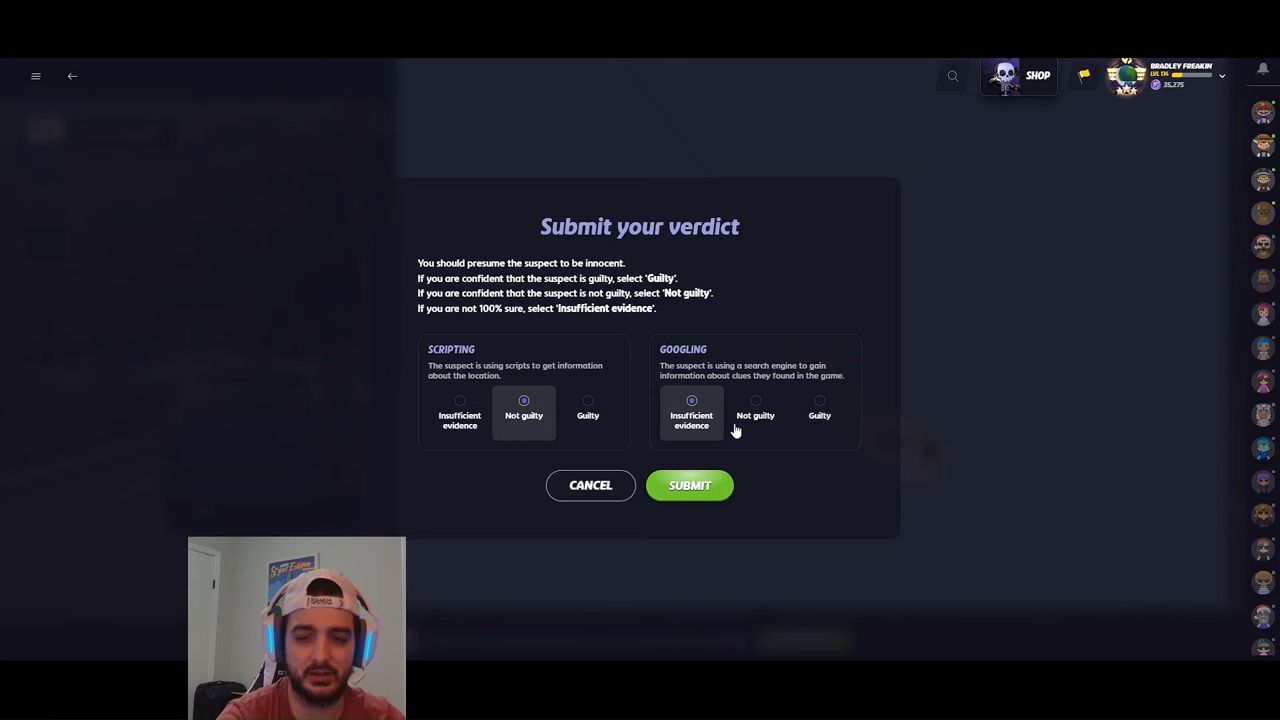 SHOP
BRADLEY FREAKIN
LVL 134
35,275
Submit your verdict
You should presume the suspect to be innocent.
If you are confident that the suspect is guilty, select 'Guilty'.
If you are confident that the suspect is not guilty, select 'Not guilty'.
If you are not 100% sure, select 'Insufficient evidence'.
SCRIPTING
The suspect is using scripts to get information
about the location.
Insufficient
evidence
Not guilty
Guilty
GOOGLING
The suspect is using a search engine to gain
information about clues they found in the game.
Insufficient
evidence
Not guilty
Guilty
CANCEL
SUBMIT